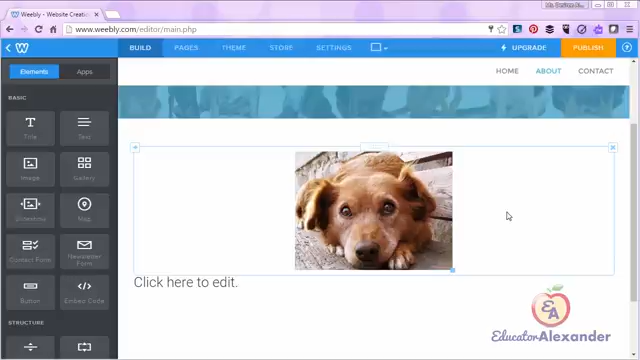 Weebly - Website Creatio
www.weebly.com/editor/main.php
BUILD PAGES THEME STORE SETTINGS UPGRADE PUBLISH
Elements Apps
HOME ABOUT CONTACT
BASIC
Title Text
Image Gallery
Slideshow Map
Contact Form Newsletter Form
Button Embed Code
STRUCTURE
Click here to edit.
EA
EducatorAlexander